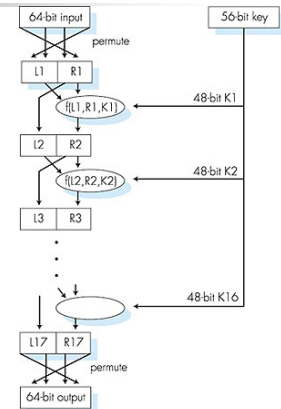 64-bit input
56-bit key
permute
L1 R1
48-bit K1
f(L1,R1,K1)
L2 R2
48-bit K2
f(L2,R2,K2)
L3 R3
48-bit K16
L17 R17
permute
64-bit output